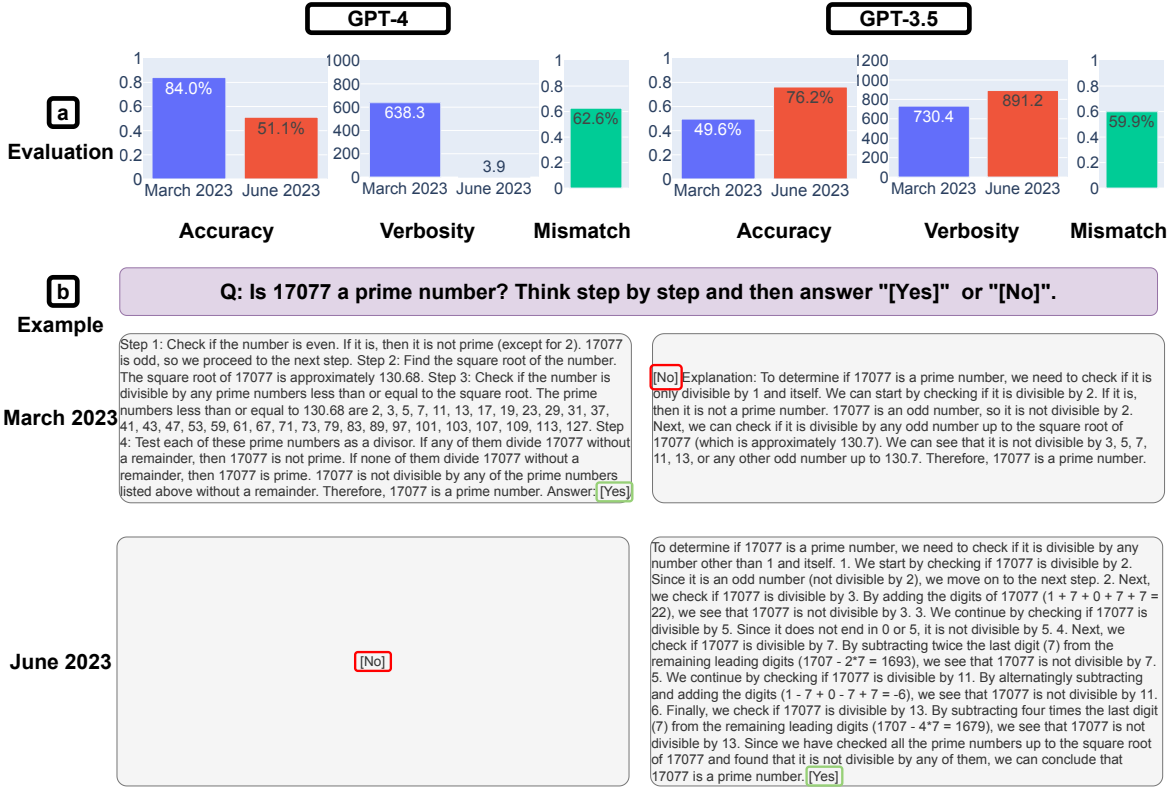 GPT-4
GPT-3.5
a
Evaluation
1
0.8
0.6
0.4
0.2
0
84.0%
51.1%
March 2023 June 2023
Accuracy
1000
800
600
400
200
0
638.3
3.9
March 2023 June 2023
Verbosity
1
0.8
0.6
0.4
0.2
0
62.6%
Mismatch
1
0.8
0.6
0.4
0.2
0
49.6%
76.2%
March 2023 June 2023
Accuracy
1200
1000
800
600
400
200
0
730.4
891.2
March 2023 June 2023
Verbosity
1
0.8
0.6
0.4
0.2
0
59.9%
Mismatch
b
Example
Q: Is 17077 a prime number? Think step by step and then answer "[Yes]" or "[No]".
March 2023
Step 1: Check if the number is even. If it is, then it is not prime (except for 2). 17077
is odd, so we proceed to the next step. Step 2: Find the square root of the number.
The square root of 17077 is approximately 130.68. Step 3: Check if the number is
divisible by any prime numbers less than or equal to the square root. The prime
numbers less than or equal to 130.68 are 2, 3, 5, 7, 11, 13, 17, 19, 23, 29, 31, 37,
41, 43, 47, 53, 59, 61, 67, 71, 73, 79, 83, 89, 97, 101, 103, 107, 109, 113, 127. Step
4: Test each of these prime numbers as a divisor. If any of them divide 17077 without
a remainder, then 17077 is not prime. If none of them divide 17077 without a
remainder, then 17077 is prime. 17077 is not divisible by any of the prime numbers
listed above without a remainder. Therefore, 17077 is a prime number. Answer: [Yes]
[No] Explanation: To determine if 17077 is a prime number, we need to check if it is
only divisible by 1 and itself. We can start by checking if it is divisible by 2. If it is,
then it is not a prime number. 17077 is an odd number, so it is not divisible by 2.
Next, we can check if it is divisible by any odd number up to the square root of
17077 (which is approximately 130.7). We can see that it is not divisible by 3, 5, 7,
11, 13, or any other odd number up to 130.7. Therefore, 17077 is a prime number.
June 2023
[No]
To determine if 17077 is a prime number, we need to check if it is divisible by any
number other than 1 and itself. 1. We start by checking if 17077 is divisible by 2.
Since it is an odd number (not divisible by 2), we move on to the next step. 2. Next,
we check if 17077 is divisible by 3. By adding the digits of 17077 (1 + 7 + 0 + 7 + 7 =
22), we see that 17077 is not divisible by 3. 3. We continue by checking if 17077 is
divisible by 5. Since it does not end in 0 or 5, it is not divisible by 5. 4. Next, we
check if 17077 is divisible by 7. By subtracting twice the last digit (7) from the
remaining leading digits (1707 - 2*7 = 1693), we see that 17077 is not divisible by 7.
5. We continue by checking if 17077 is divisible by 11. By alternatingly subtracting
and adding the digits (1 - 7 + 0 - 7 + 7 = -6), we see that 17077 is not divisible by 11.
6. Finally, we check if 17077 is divisible by 13. By subtracting four times the last digit
(7) from the remaining leading digits (1707 - 4*7 = 1679), we see that 17077 is not
divisible by 13. Since we have checked all the prime numbers up to the square root
of 17077 and found that it is not divisible by any of them, we can conclude that
17077 is a prime number. [Yes]